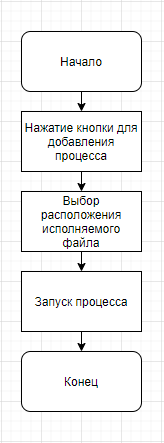 Начало
Нажатие кнопки для
добавления
процесса
Выбор
расположения
исполняемого
файла
Запуск процесса
Конец